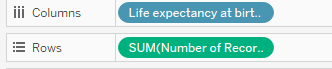 Columns Life expectancy at birt..
Rows SUM(Number of Recor..